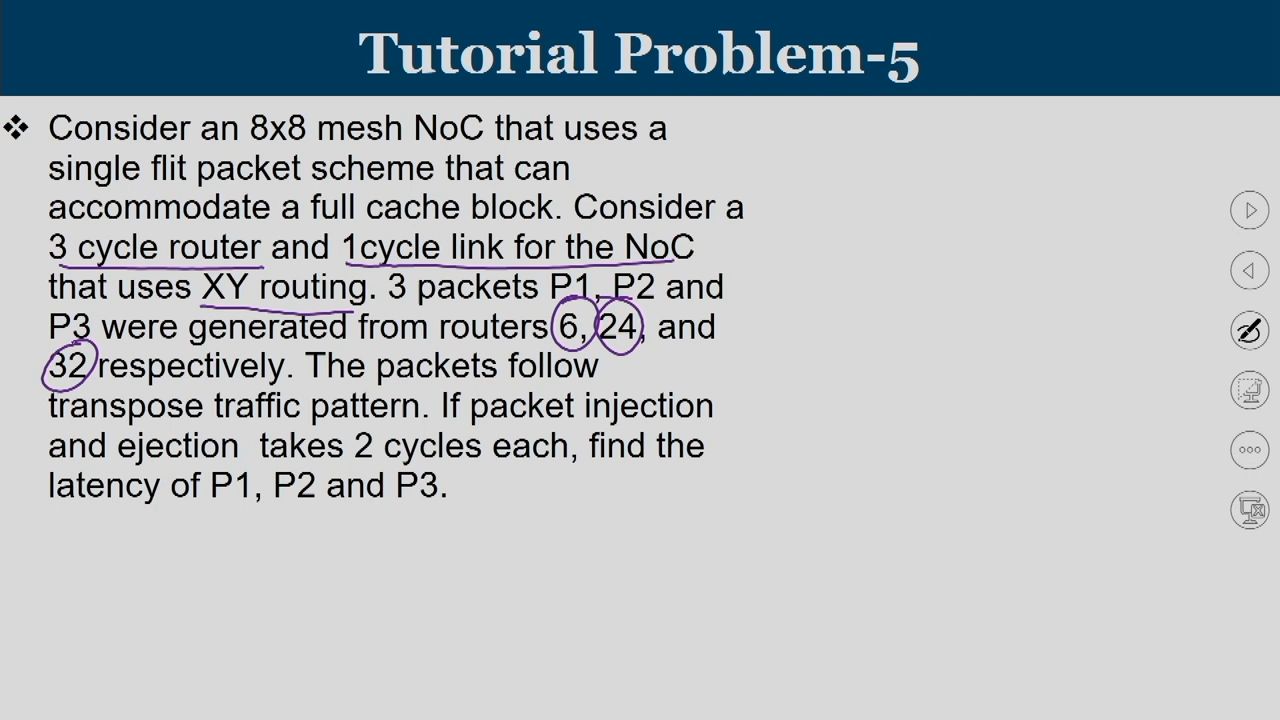 Tutorial Problem-5
❖ Consider an 8x8 mesh NoC that uses a
single flit packet scheme that can
accommodate a full cache block. Consider a
3 cycle router and 1cycle link for the NoC
that uses XY routing. 3 packets P1, P2 and
P3 were generated from routers 6, 24, and
32 respectively. The packets follow
transpose traffic pattern. If packet injection
and ejection takes 2 cycles each, find the
latency of P1, P2 and P3.